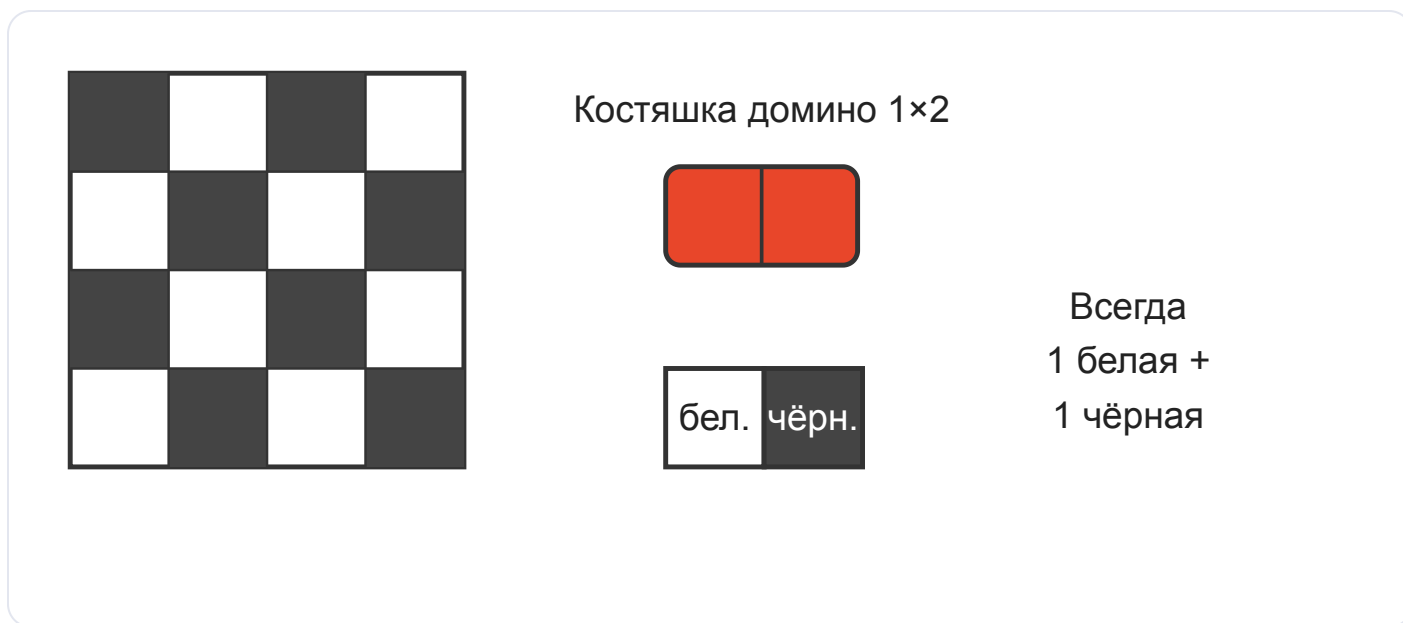 Костяшка домино 1×2
Всегда
1 белая +
1 чёрная
бел. чёрн.